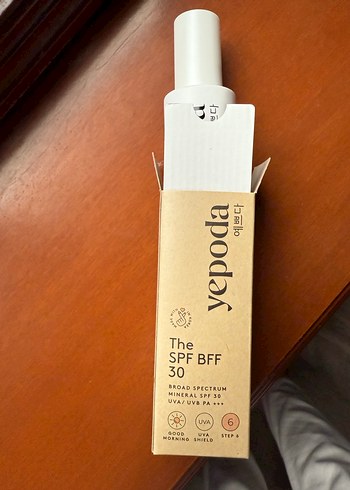 yepoda
예쁘다
The
SPF BFF
30
BROAD SPECTRUM
MINERAL SPF 30
UVA/ UVB PA +++
UVA
6
GOOD
MORNING
UVA
SHIELD
STEP 6